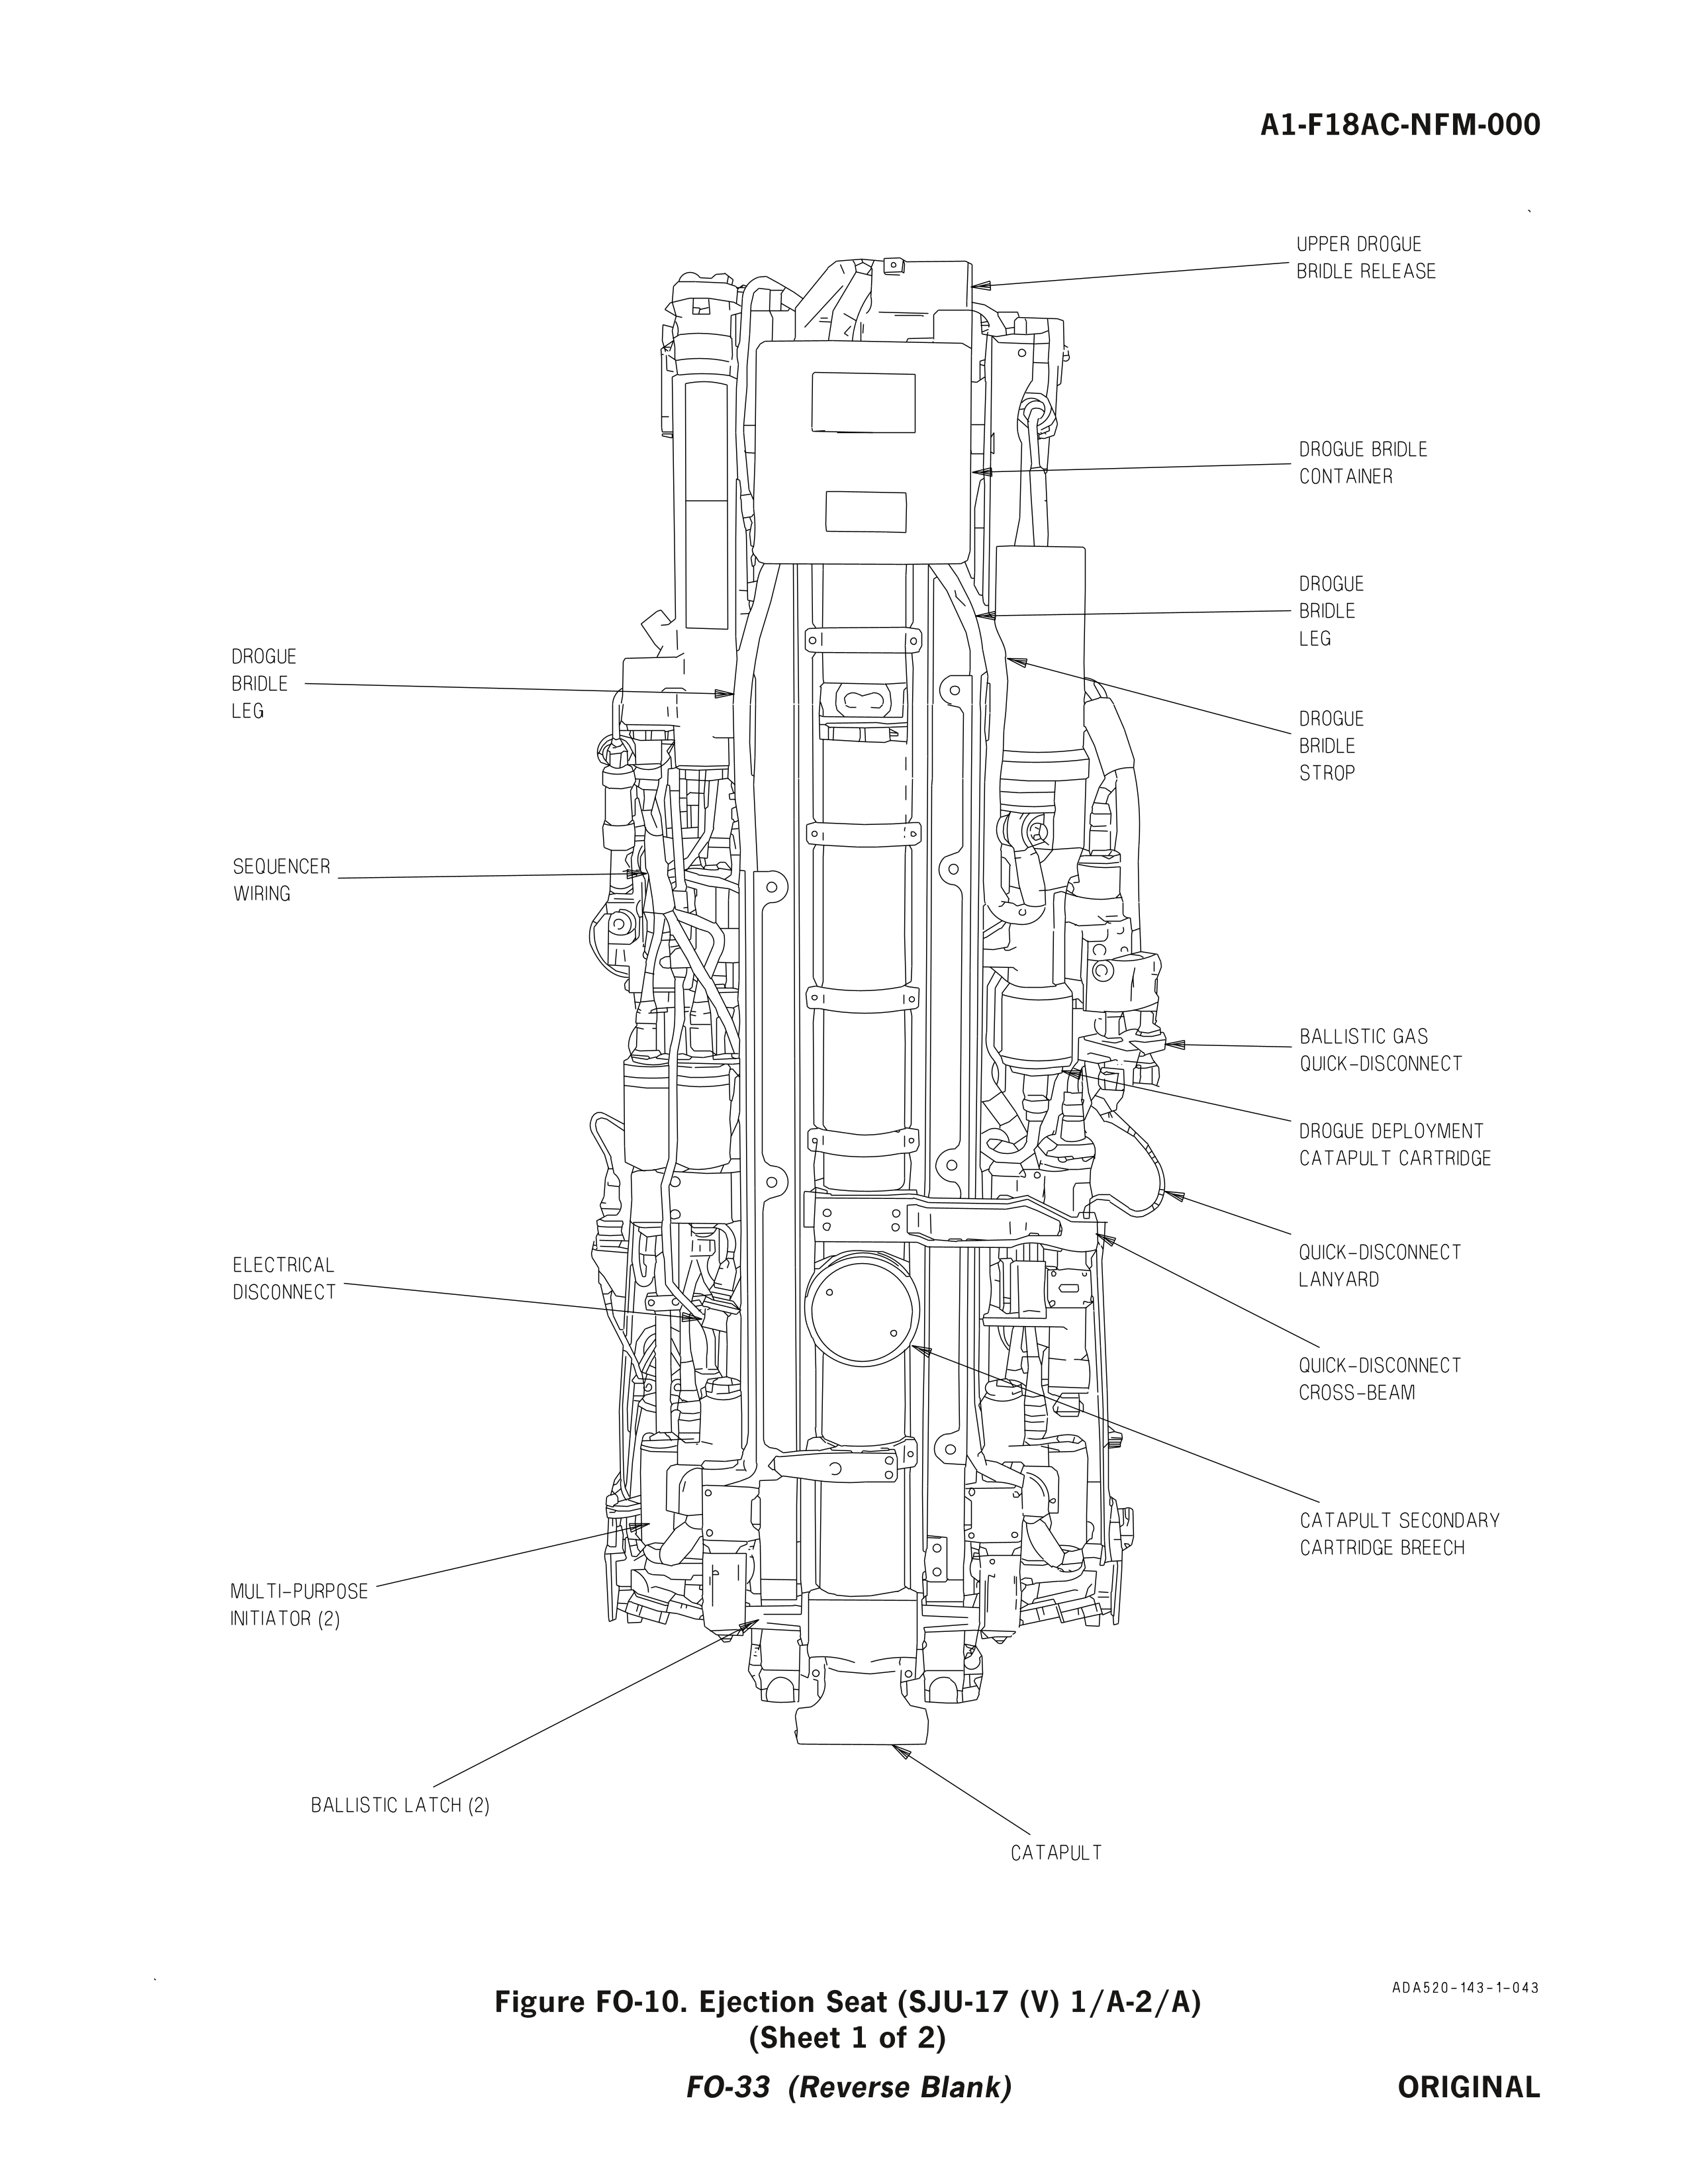 A1-F18AC-NFM-000
UPPER DROGUE
BRIDLE RELEASE
DROGUE BRIDLE
CONTAINER
DROGUE
BRIDLE
LEG
DROGUE
BRIDLE
LEG
DROGUE
BRIDLE
STROP
SEQUENCER
WIRING
BALLISTIC GAS
QUICK-DISCONNECT
DROGUE DEPLOYMENT
CATAPULT CARTRIDGE
QUICK-DISCONNECT
LANYARD
ELECTRICAL
DISCONNECT
QUICK-DISCONNECT
CROSS-BEAM
CATAPULT SECONDARY
CARTRIDGE BREECH
MULTI-PURPOSE
INITIATOR (2)
BALLISTIC LATCH (2)
CATAPULT
ADA520-143-1-043
Figure FO-10. Ejection Seat (SJU-17 (V) 1/A-2/A)
(Sheet 1 of 2)
FO-33 (Reverse Blank)
ORIGINAL